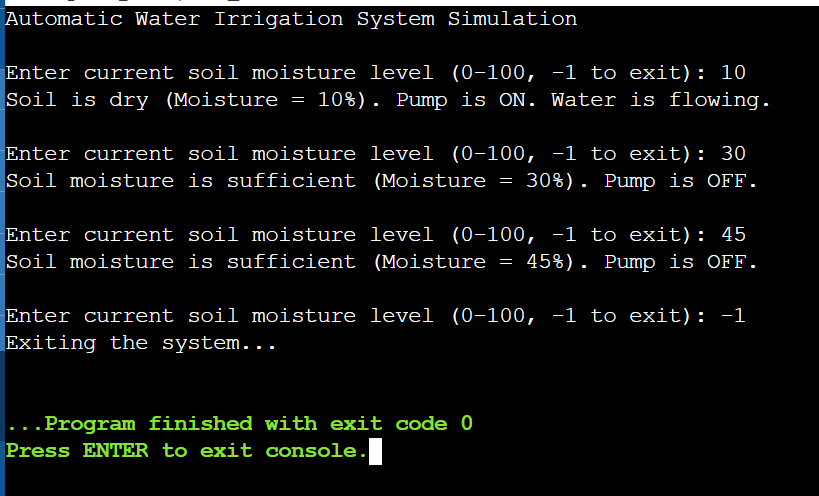 Automatic Water Irrigation System Simulation
Enter current soil moisture level (0-100, -1 to exit): 10
Soil is dry (Moisture = 10%). Pump is ON. Water is flowing.
Enter current soil moisture level (0-100, -1 to exit): 30
Soil moisture is sufficient (Moisture = 30%). Pump is OFF.
Enter current soil moisture level (0-100, -1 to exit): 45
Soil moisture is sufficient (Moisture = 45%). Pump is OFF.
Enter current soil moisture level (0-100, -1 to exit): -1
Exiting the system...
...Program finished with exit code 0
Press ENTER to exit console.